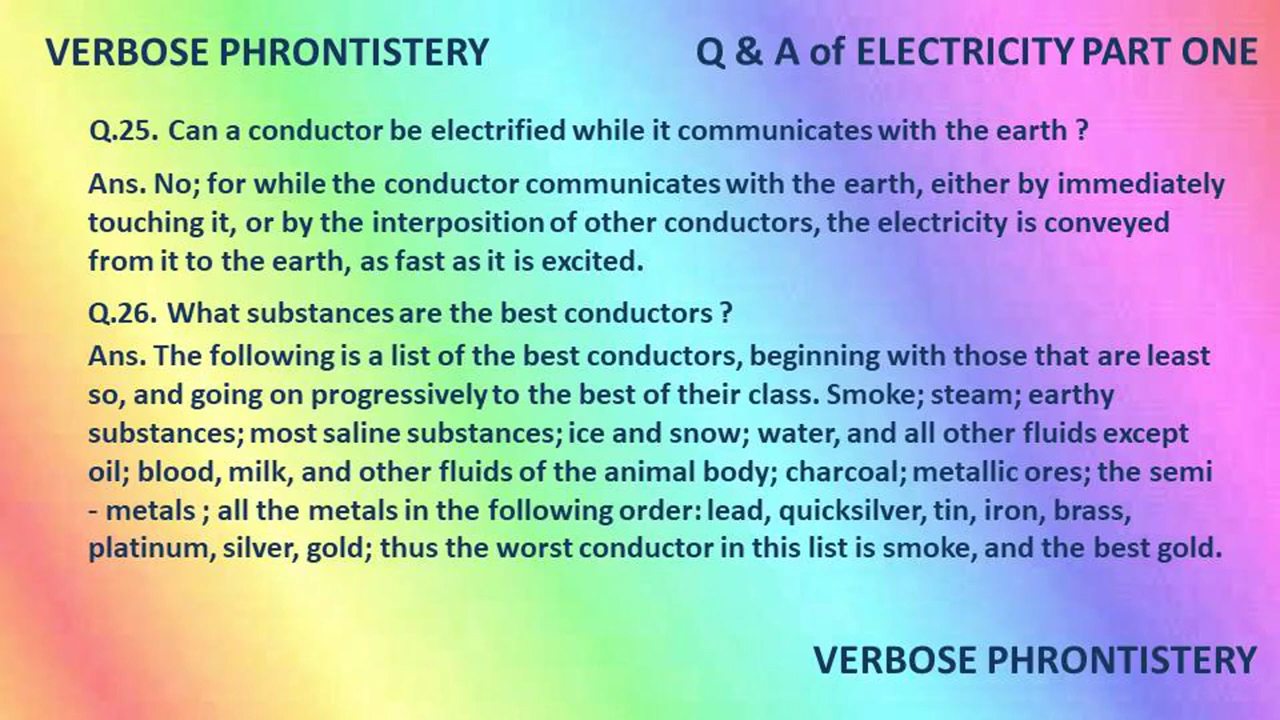 VERBOSE PHRONTISTERY
Q & A of ELECTRICITY PART ONE
Q.25. Can a conductor be electrified while it communicates with the earth ?
Ans. No; for while the conductor communicates with the earth, either by immediately
touching it, or by the interposition of other conductors, the electricity is conveyed
from it to the earth, as fast as it is excited.
Q.26. What substances are the best conductors ?
Ans. The following is a list of the best conductors, beginning with those that are least
so, and going on progressively to the best of their class. Smoke; steam; earthy
substances; most saline substances; ice and snow; water, and all other fluids except
oil; blood, milk, and other fluids of the animal body; charcoal; metallic ores; the semi
- metals ; all the metals in the following order: lead, quicksilver, tin, iron, brass,
platinum, silver, gold; thus the worst conductor in this list is smoke, and the best gold.
VERBOSE PHRONTISTERY